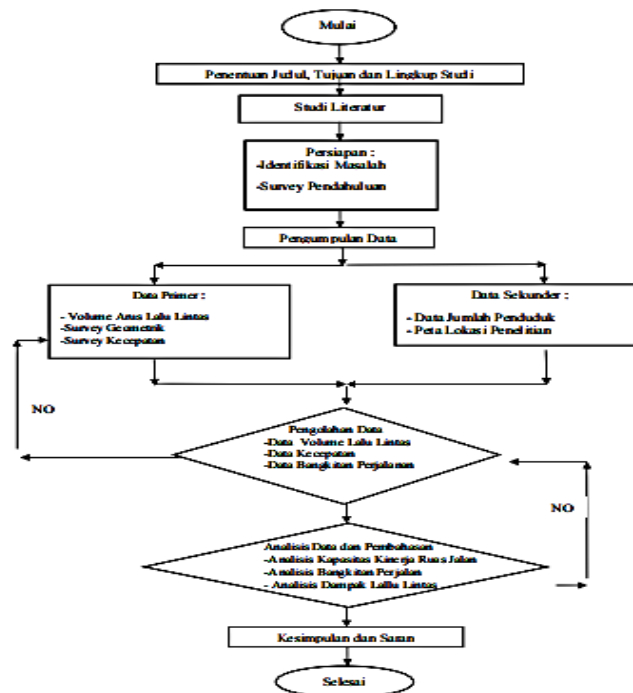 Mulai
Penentuan Judul, Tujuan dan Lingkup Studi
Studi Literatur
Persiapan :
-Identifikasi Masalah
-Survey Pendahuluan
Pengumpulan Data
Data Primer :
- Volume Arus Lalu Lintas
-Survey Geometrik
-Survey Kecepatan
Data Sekunder :
- Data Jumlah Penduduk
- Peta Lokasi Penelitian
NO
Pengolahan Data
-Data Volume Lalu Lintas
-Data Kecepatan
-Data Bangkitan Perjalanan
NO
Analisis Data dan Pembahasan
-Analisis Kapasitas Kinerja Ruas Jalan
-Analisis Bangkitan Perjalan
- Analisis Dampak Lallu Lintas
Kesimpulan dan Saran
Selesai